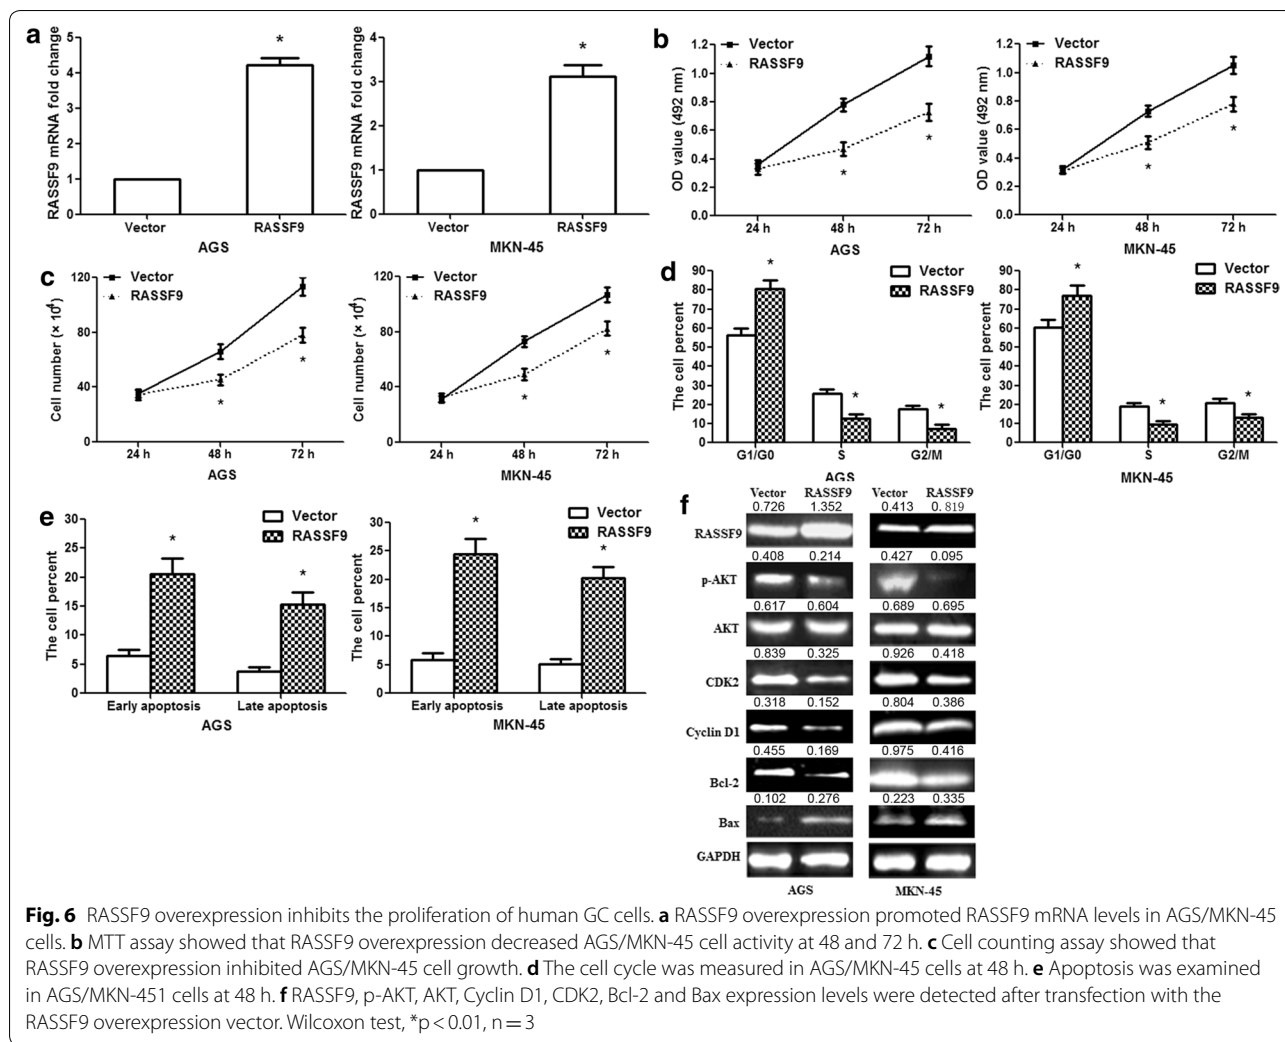 a
RASSF9 mRNA fold change
5
4
3
2
1
0
Vector
RASSF9
AGS
*
RASSF9 mRNA fold change
4
3
2
1
0
Vector
RASSF9
MKN-45
*
b
Vector
RASSF9
OD value (492 nm)
1.2
1.0
0.8
0.6
0.4
0.2
0.0
24 h
48 h
72 h
AGS
*
*
Vector
RASSF9
OD value (492 nm)
1.2
1.0
0.8
0.6
0.4
0.2
0.0
24 h
48 h
72 h
MKN-45
*
*
c
Vector
RASSF9
Cell number (× 10⁴)
120
80
40
0
24 h
48 h
72 h
AGS
*
*
Vector
RASSF9
Cell number (× 10⁴)
120
80
40
0
24 h
48 h
72 h
MKN-45
*
*
d
Vector
RASSF9
The cell percent
90
80
70
60
50
40
30
20
10
0
G1/G0
S
G2/M
AGS
*
*
*
Vector
RASSF9
The cell percent
90
80
70
60
50
40
30
20
10
0
G1/G0
S
G2/M
MKN-45
*
*
*
e
Vector
RASSF9
The cell percent
30
25
20
15
10
5
0
Early apoptosis
Late apoptosis
AGS
*
*
Vector
RASSF9
The cell percent
30
25
20
15
10
5
0
Early apoptosis
Late apoptosis
MKN-45
*
*
f
Vector RASSF9 Vector RASSF9
0.726 1.352 0.413 0.819
RASSF9
0.408 0.214 0.427 0.095
p-AKT
0.617 0.604 0.689 0.695
AKT
0.839 0.325 0.926 0.418
CDK2
0.318 0.152 0.804 0.386
Cyclin D1
0.455 0.169 0.975 0.416
Bcl-2
0.102 0.276 0.223 0.335
Bax
GAPDH
AGS MKN-45
Fig. 6 RASSF9 overexpression inhibits the proliferation of human GC cells. a RASSF9 overexpression promoted RASSF9 mRNA levels in AGS/MKN-45
cells. b MTT assay showed that RASSF9 overexpression decreased AGS/MKN-45 cell activity at 48 and 72 h. c Cell counting assay showed that
RASSF9 overexpression inhibited AGS/MKN-45 cell growth. d The cell cycle was measured in AGS/MKN-45 cells at 48 h. e Apoptosis was examined
in AGS/MKN-451 cells at 48 h. f RASSF9, p-AKT, AKT, Cyclin D1, CDK2, Bcl-2 and Bax expression levels were detected after transfection with the
RASSF9 overexpression vector. Wilcoxon test, *p < 0.01, n = 3